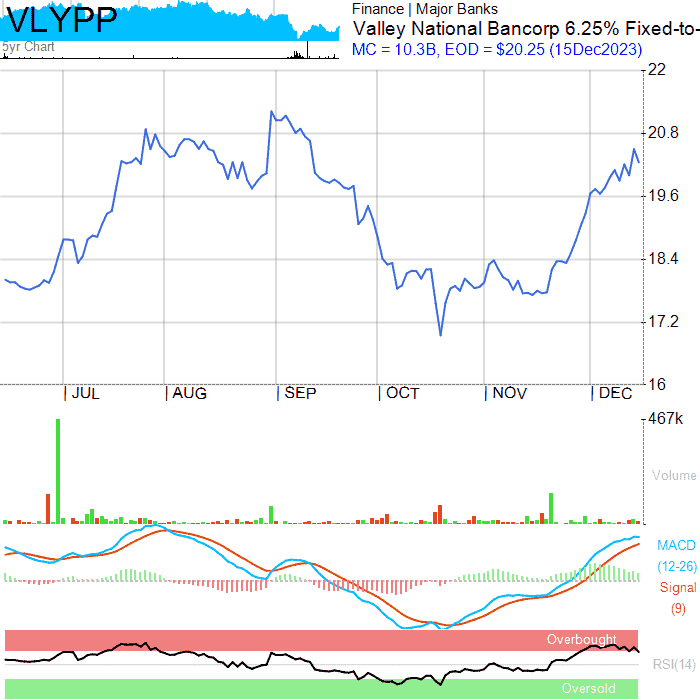 VLYPP
5yr Chart
Finance | Major Banks
Valley National Bancorp 6.25% Fixed-to-
MC = 10.3B, EOD = $20.25 (15Dec2023)
22
20.8
19.6
18.4
17.2
16
JUL AUG SEP OCT NOV DEC
467k
Volume
MACD
(12-26)
Signal
(9)
Overbought
RSI(14)
Oversold